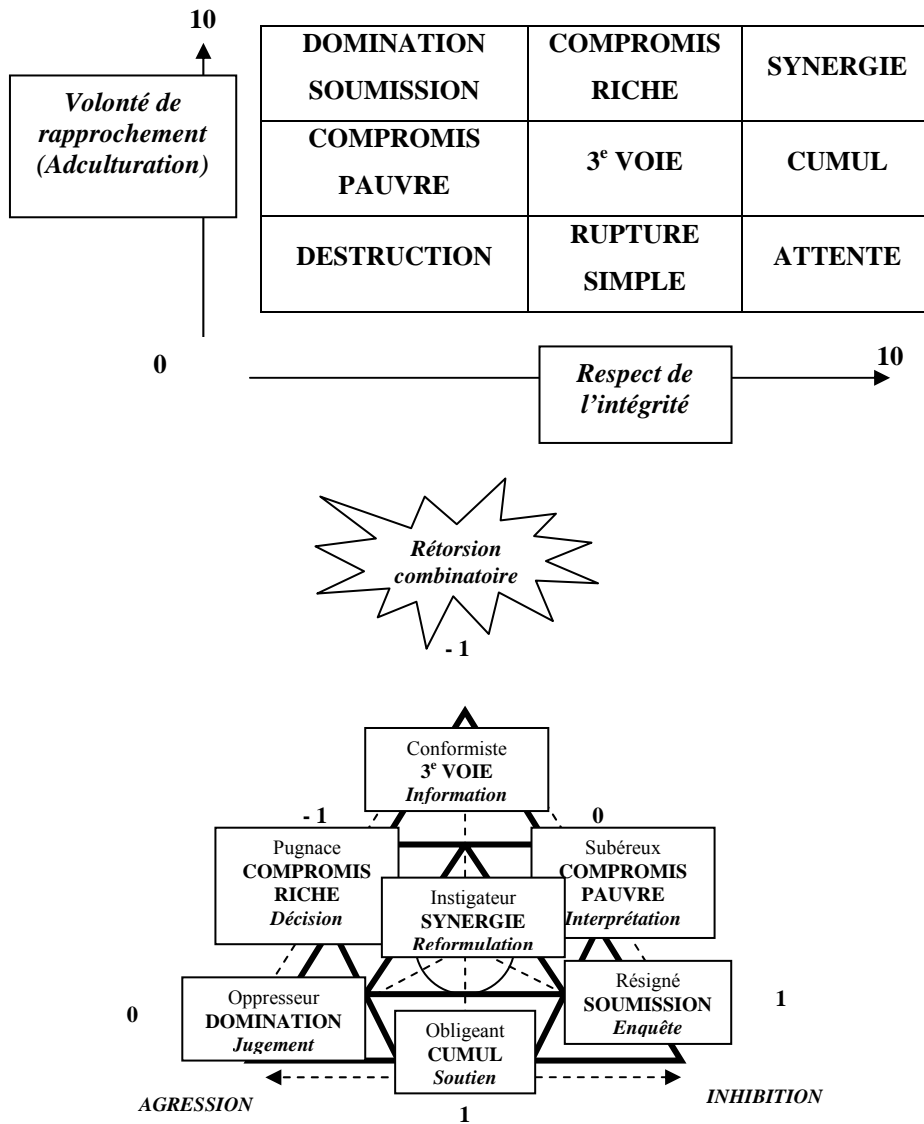 10
DOMINATION
SOUMISSION
COMPROMIS
RICHE
SYNERGIE
Volonté de
rapprochement
(Adculturation)
COMPROMIS
PAUVRE
3e VOIE
CUMUL
DESTRUCTION
RUPTURE
SIMPLE
ATTENTE
0
10
Respect de
l'intégrité
Rétorsion
combinatoire
- 1
Conformiste
3e VOIE
Information
- 1
0
Pugnace
COMPROMIS
RICHE
Décision
Subéreux
COMPROMIS
PAUVRE
Interprétation
Instigateur
SYNERGIE
Reformulation
0
Oppresseur
DOMINATION
Jugement
Résigné
SOUMISSION
Enquête
1
Obligeant
CUMUL
Soutien
AGRESSION
INHIBITION
1